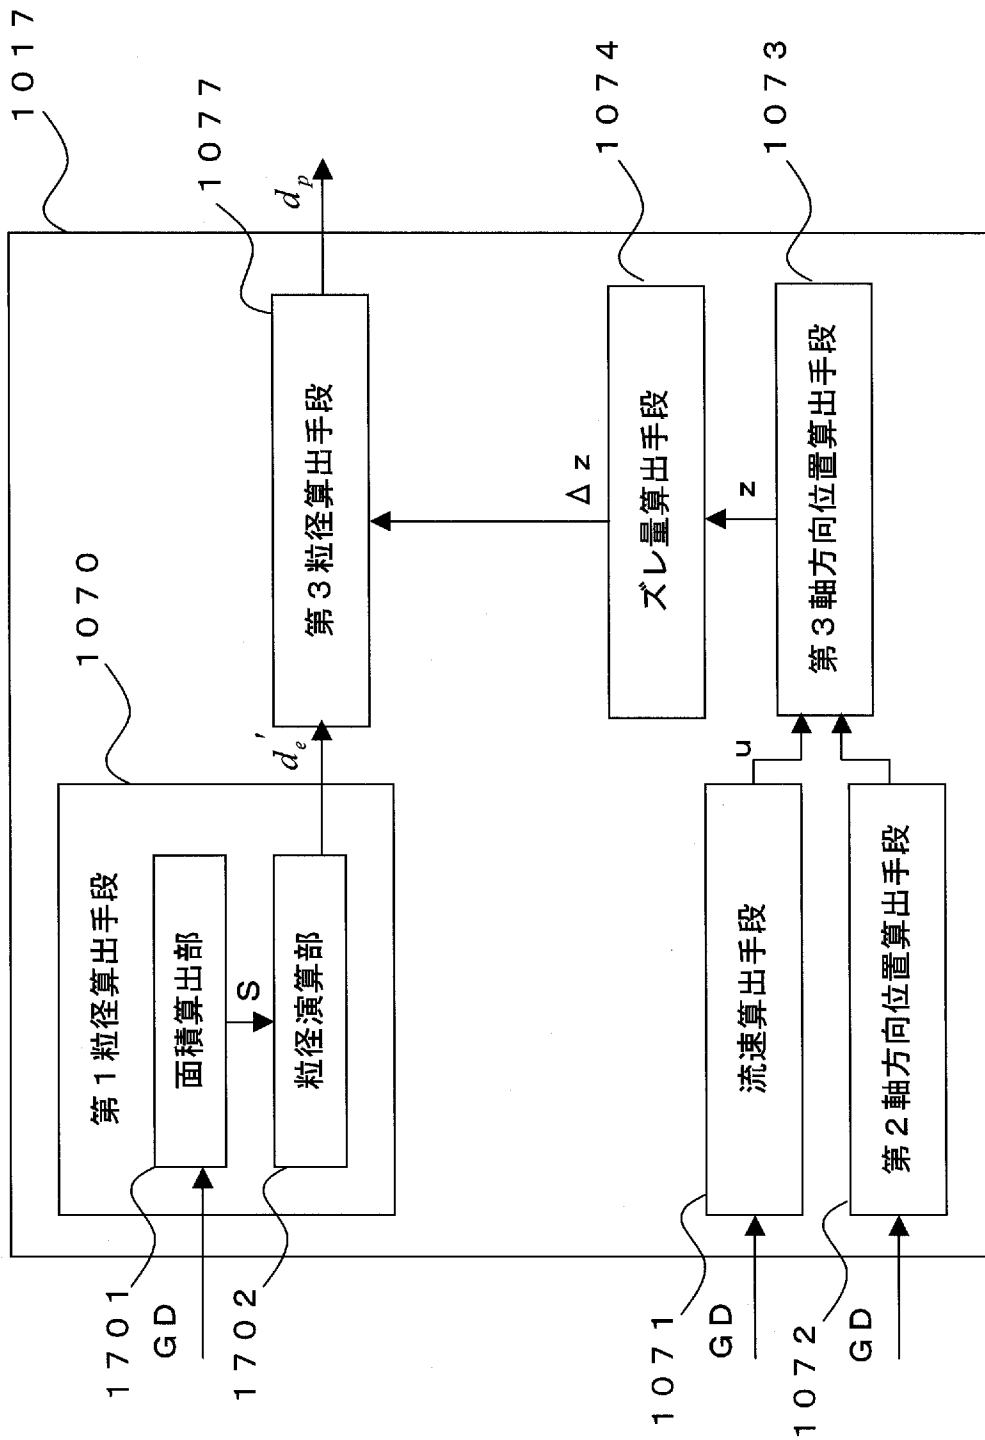 １０１７
１０７０
１０７７
第１粒径算出手段
１７０１
面積算出部
GD
S
１７０２
粒径演算部
de'
第３粒径算出手段
dp
Δz
１０７４
ズレ量算出手段
z
１０７１
流速算出手段
GD
u
１０７３
第３軸方向位置算出手段
１０７２
第２軸方向位置算出手段
GD